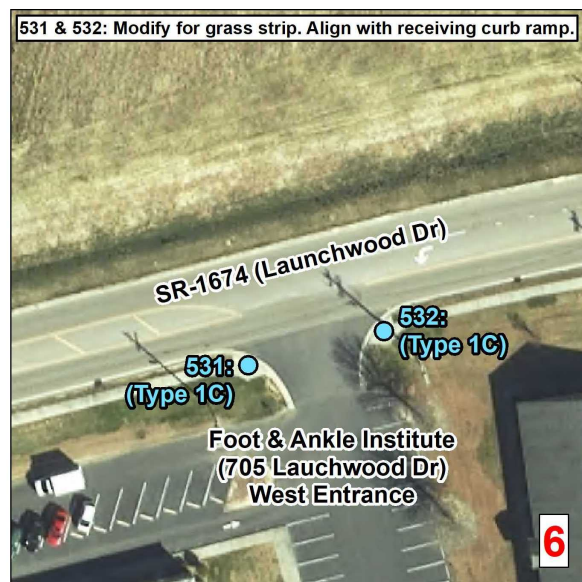 531 & 532: Modify for grass strip. Align with receiving curb ramp.
SR-1674 (Launchwood Dr)
532:
(Type 1C)
531:
(Type 1C)
Foot & Ankle Institute
(705 Lauchwood Dr)
West Entrance
6